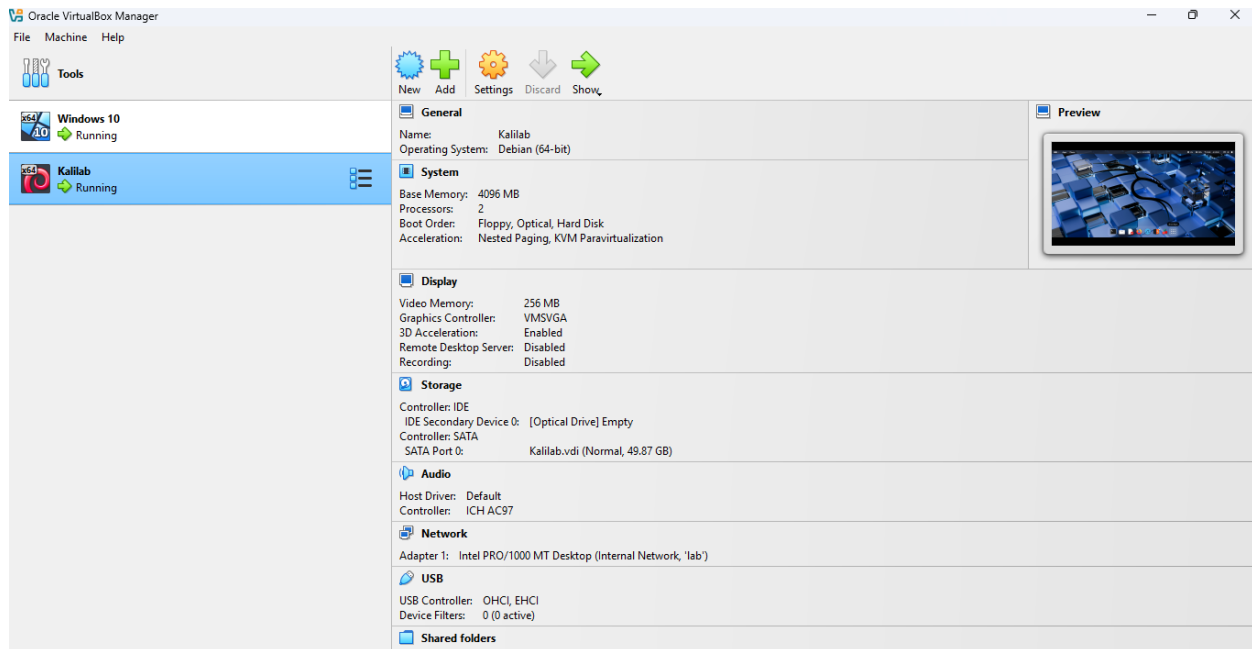 Oracle VirtualBox Manager
File Machine Help
Tools
New Add Settings Discard Show
x64 10 Windows 10
Running
x64 Kalilab
Running
General
Name: Kalilab
Operating System: Debian (64-bit)
Preview
System
Base Memory: 4096 MB
Processors: 2
Boot Order: Floppy, Optical, Hard Disk
Acceleration: Nested Paging, KVM Paravirtualization
Display
Video Memory: 256 MB
Graphics Controller: VMSVGA
3D Acceleration: Enabled
Remote Desktop Server: Disabled
Recording: Disabled
Storage
Controller: IDE
IDE Secondary Device 0: [Optical Drive] Empty
Controller: SATA
SATA Port 0: Kalilab.vdi (Normal, 49.87 GB)
Audio
Host Driver: Default
Controller: ICH AC97
Network
Adapter 1: Intel PRO/1000 MT Desktop (Internal Network, 'lab')
USB
USB Controller: OHCI, EHCI
Device Filters: 0 (0 active)
Shared folders